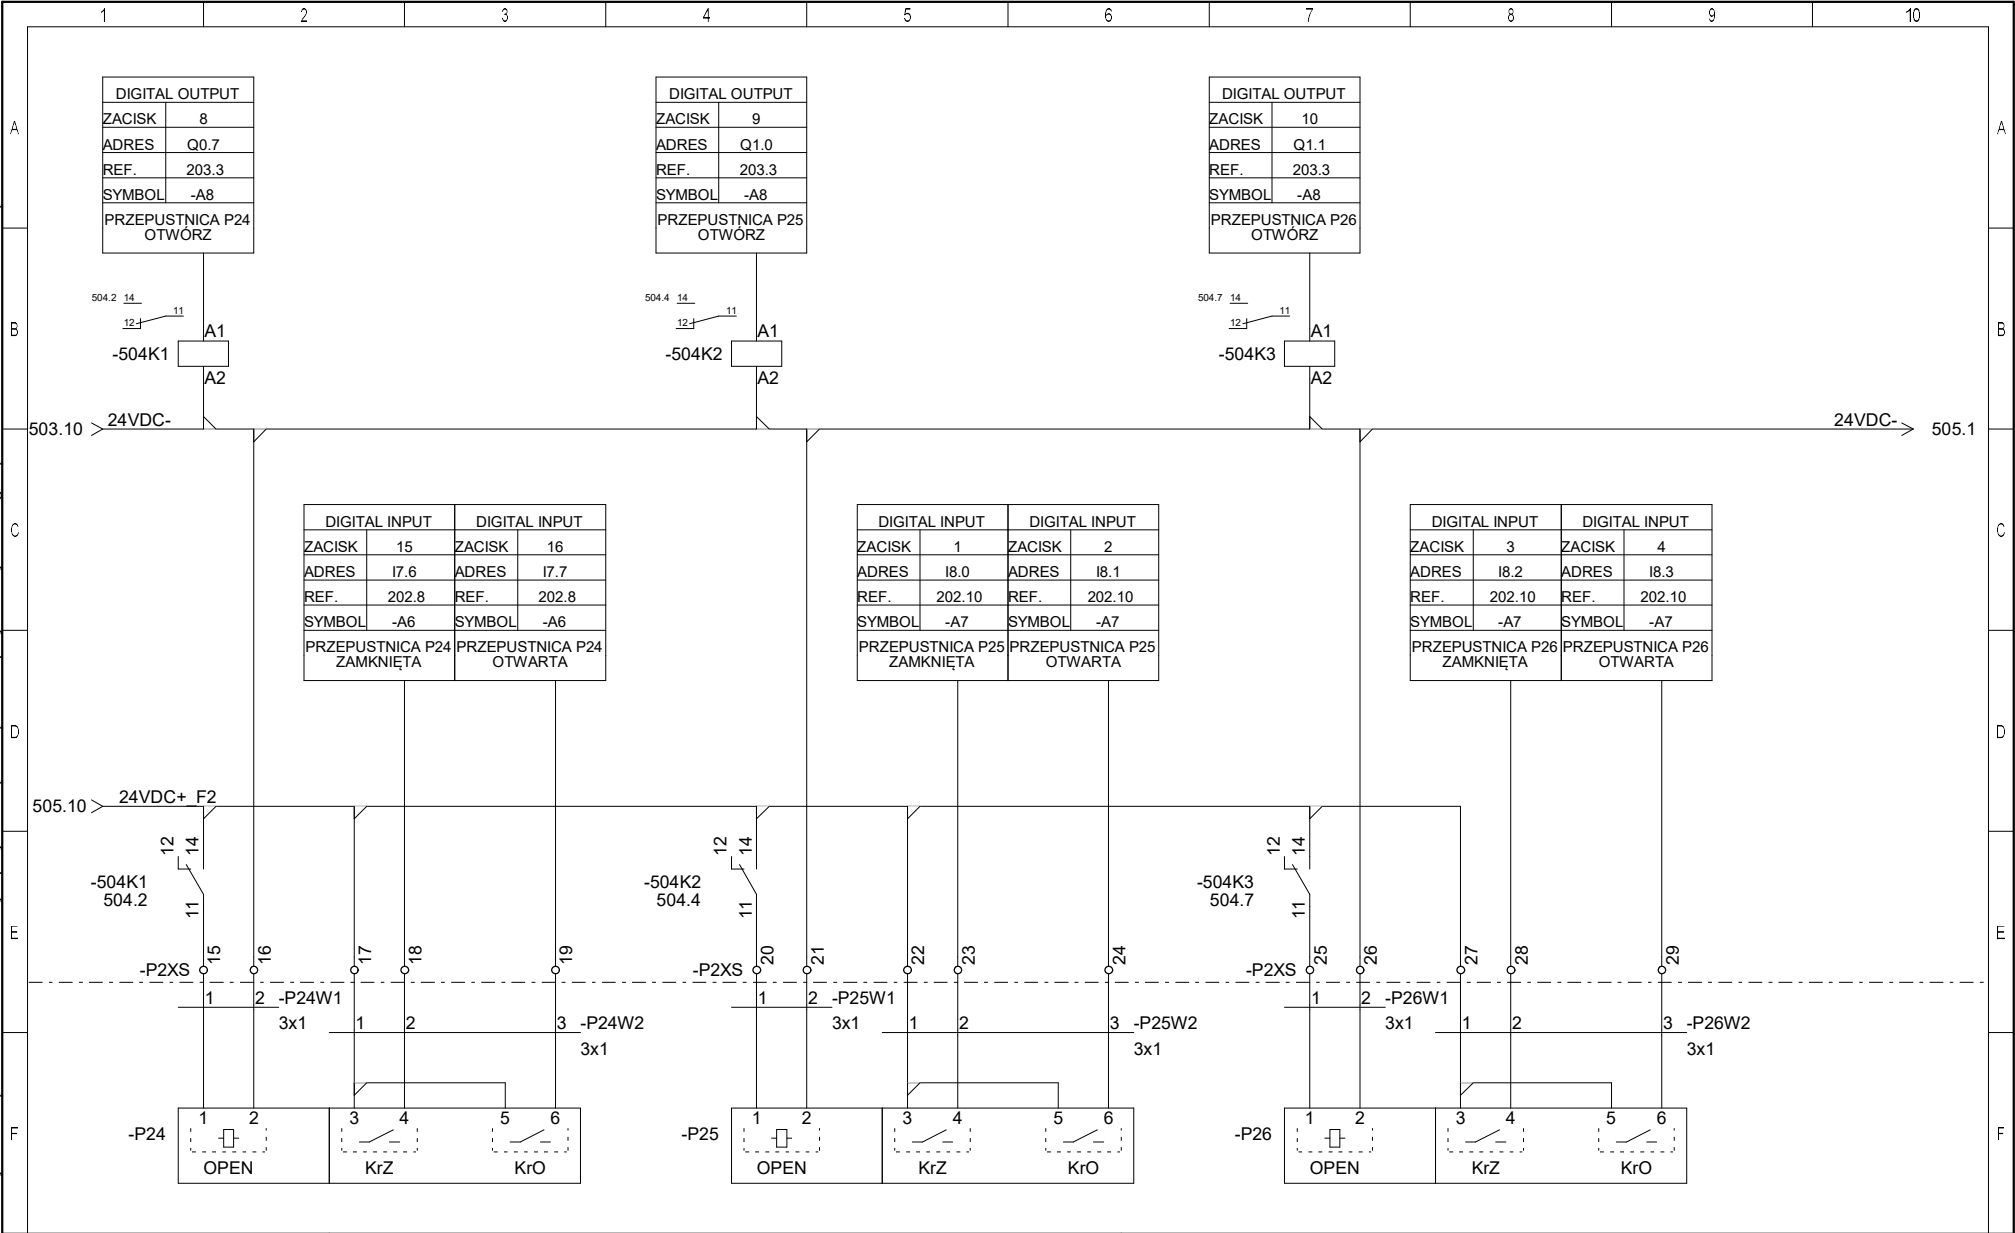 1 2 3 4 5 6 7 8 9 10
DIGITAL OUTPUT DIGITAL OUTPUT DIGITAL OUTPUT
A ZACISK 8 ZACISK 9 ZACISK 10 A
ADRES Q0.7 ADRES Q1.0 ADRES Q1.1
REF. 203.3 REF. 203.3 REF. 203.3
SYMBOL -A8 SYMBOL -A8 SYMBOL -A8
PRZEPUSTNICA P24 PRZEPUSTNICA P25 PRZEPUSTNICA P26
OTWÓRZ OTWÓRZ OTWÓRZ
504.2 14 504.4 14 504.7 14
11 11 11
12 12 12
B A1 A1 A1 B
-504K1 -504K2 -504K3
A2 A2 A2
24VDC- 24VDC-
503.10 505.1
DIGITAL INPUT DIGITAL INPUT DIGITAL INPUT DIGITAL INPUT DIGITAL INPUT DIGITAL INPUT
C ZACISK 15 ZACISK 16 ZACISK 1 ZACISK 2 ZACISK 3 ZACISK 4 C
ADRES I7.6 ADRES I7.7 ADRES I8.0 ADRES I8.1 ADRES I8.2 ADRES I8.3
REF. 202.8 REF. 202.8 REF. 202.10 REF. 202.10 REF. 202.10 REF. 202.10
SYMBOL -A6 SYMBOL -A6 SYMBOL -A7 SYMBOL -A7 SYMBOL -A7 SYMBOL -A7
PRZEPUSTNICA P24 PRZEPUSTNICA P24 PRZEPUSTNICA P25 PRZEPUSTNICA P25 PRZEPUSTNICA P26 PRZEPUSTNICA P26
ZAMKNIĘTA OTWARTA ZAMKNIĘTA OTWARTA ZAMKNIĘTA OTWARTA
D D
24VDC+_F2
505.10
12 14 12 14 12 14
-504K1 -504K2 -504K3
504.2 504.4 504.7
11 11 11
E E
15 16 17 18 19 20 21 22 23 24 25 26 27 28 29
-P2XS -P2XS -P2XS
1 2 -P24W1 1 2 -P25W1 1 2 -P26W1
3x1 1 2 3 -P24W2 3x1 1 2 3 -P25W2 3x1 1 2 3 -P26W2
3x1 3x1 3x1
1 2 3 4 5 6 1 2 3 4 5 6 1 2 3 4 5 6
F -P24 -P25 -P26 F
OPEN KrZ KrO OPEN KrZ KrO OPEN KrZ KrO